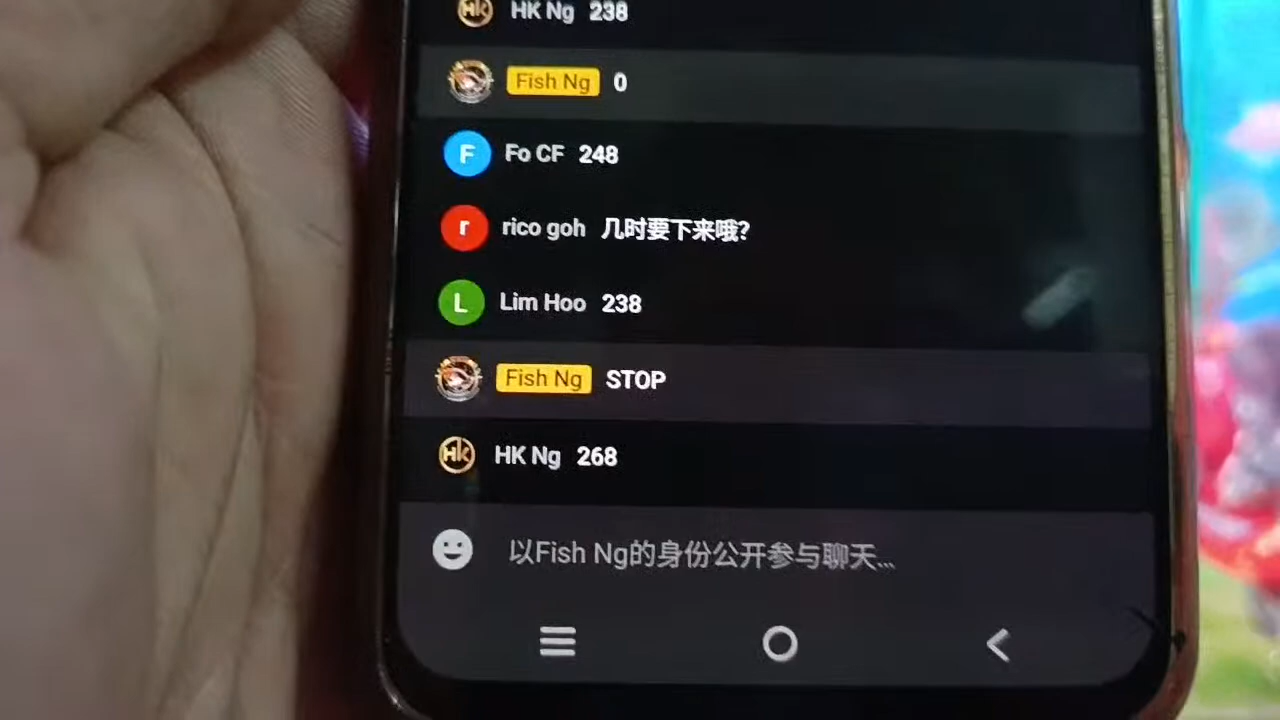 HK Ng 238
Fish Ng 0
F Fo CF 248
r rico goh 几时要下来哦?
L Lim Hoo 238
Fish Ng STOP
HK HK Ng 268
以Fish Ng的身份公开参与聊天...